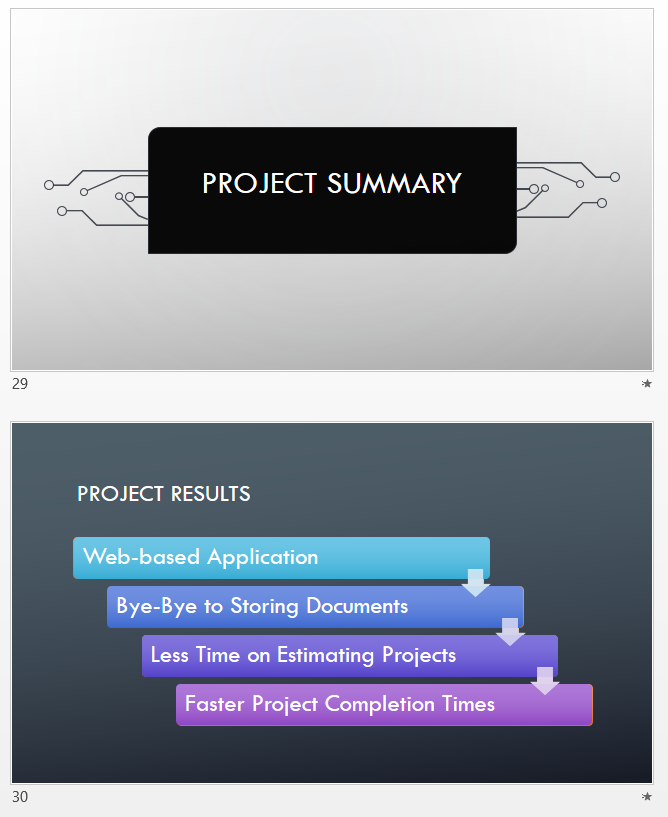 PROJECT SUMMARY
29
PROJECT RESULTS
Web-based Application
Bye-Bye to Storing Documents
Less Time on Estimating Projects
Faster Project Completion Times
30